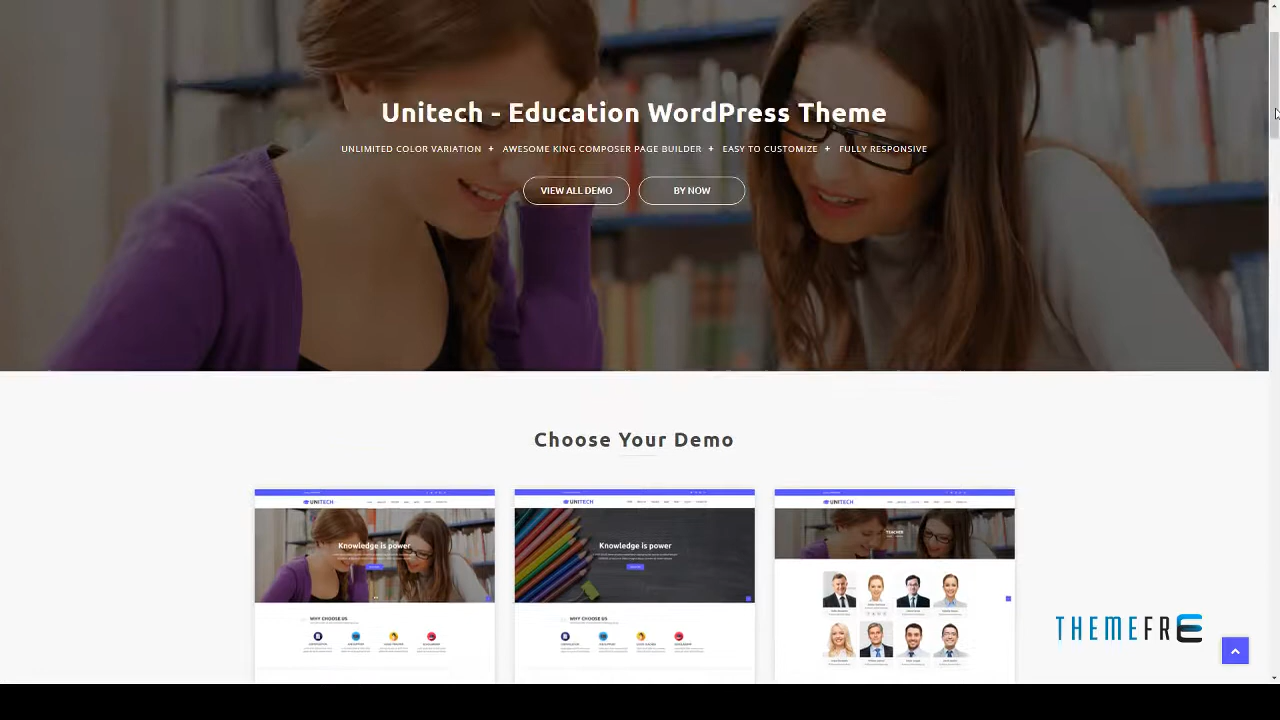 Unitech - Education WordPress Theme
UNLIMITED COLOR VARIATION + AWESOME KING COMPOSER PAGE BUILDER + EASY TO CUSTOMIZE + FULLY RESPONSIVE
VIEW ALL DEMO BY NOW
Choose Your Demo
UNITECH UNITECH UNITECH
Knowledge is power Knowledge is power TEACHER
WHY CHOOSE US WHY CHOOSE US
THEMEFRE